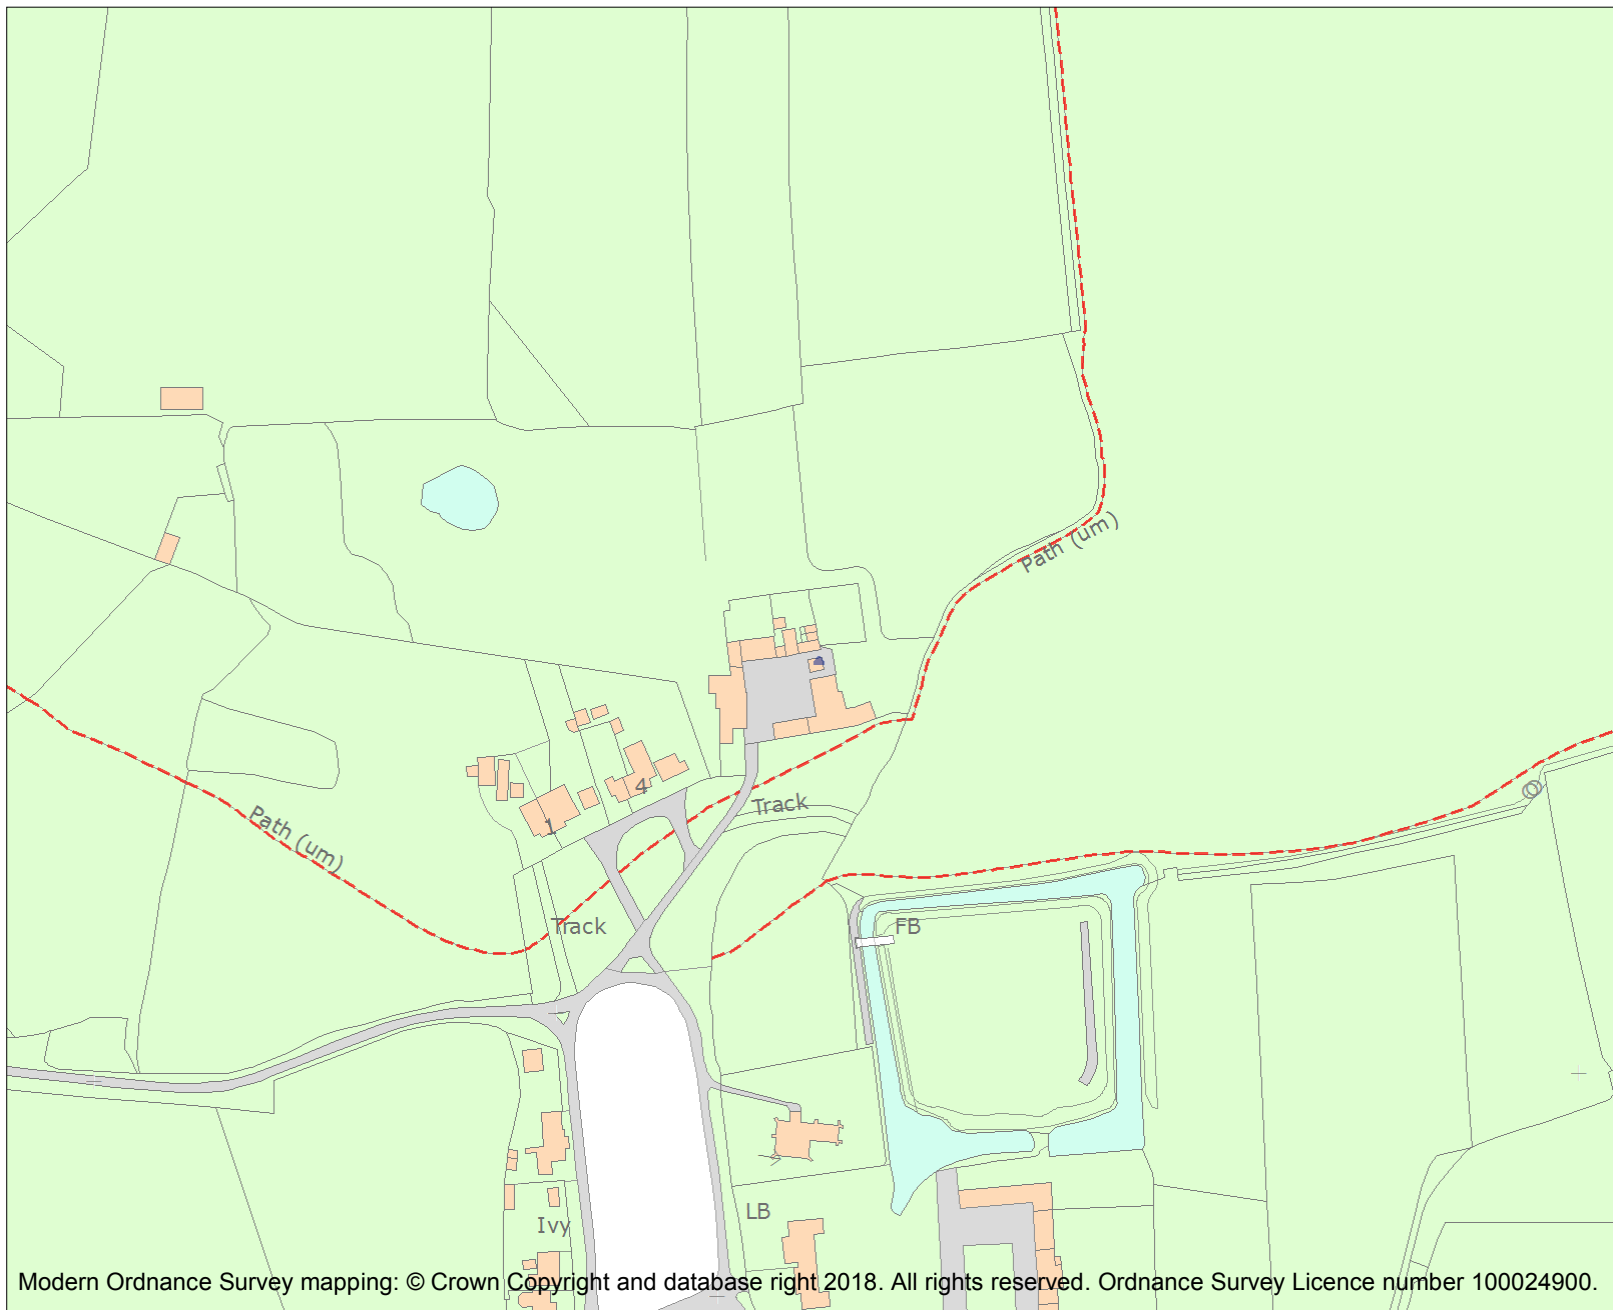 Path (um)
4
Track
1
Path (um)
Track
FB
LB
Ivy
Modern Ordnance Survey mapping: © Crown Copyright and database right 2018. All rights reserved. Ordnance Survey Licence number 100024900.